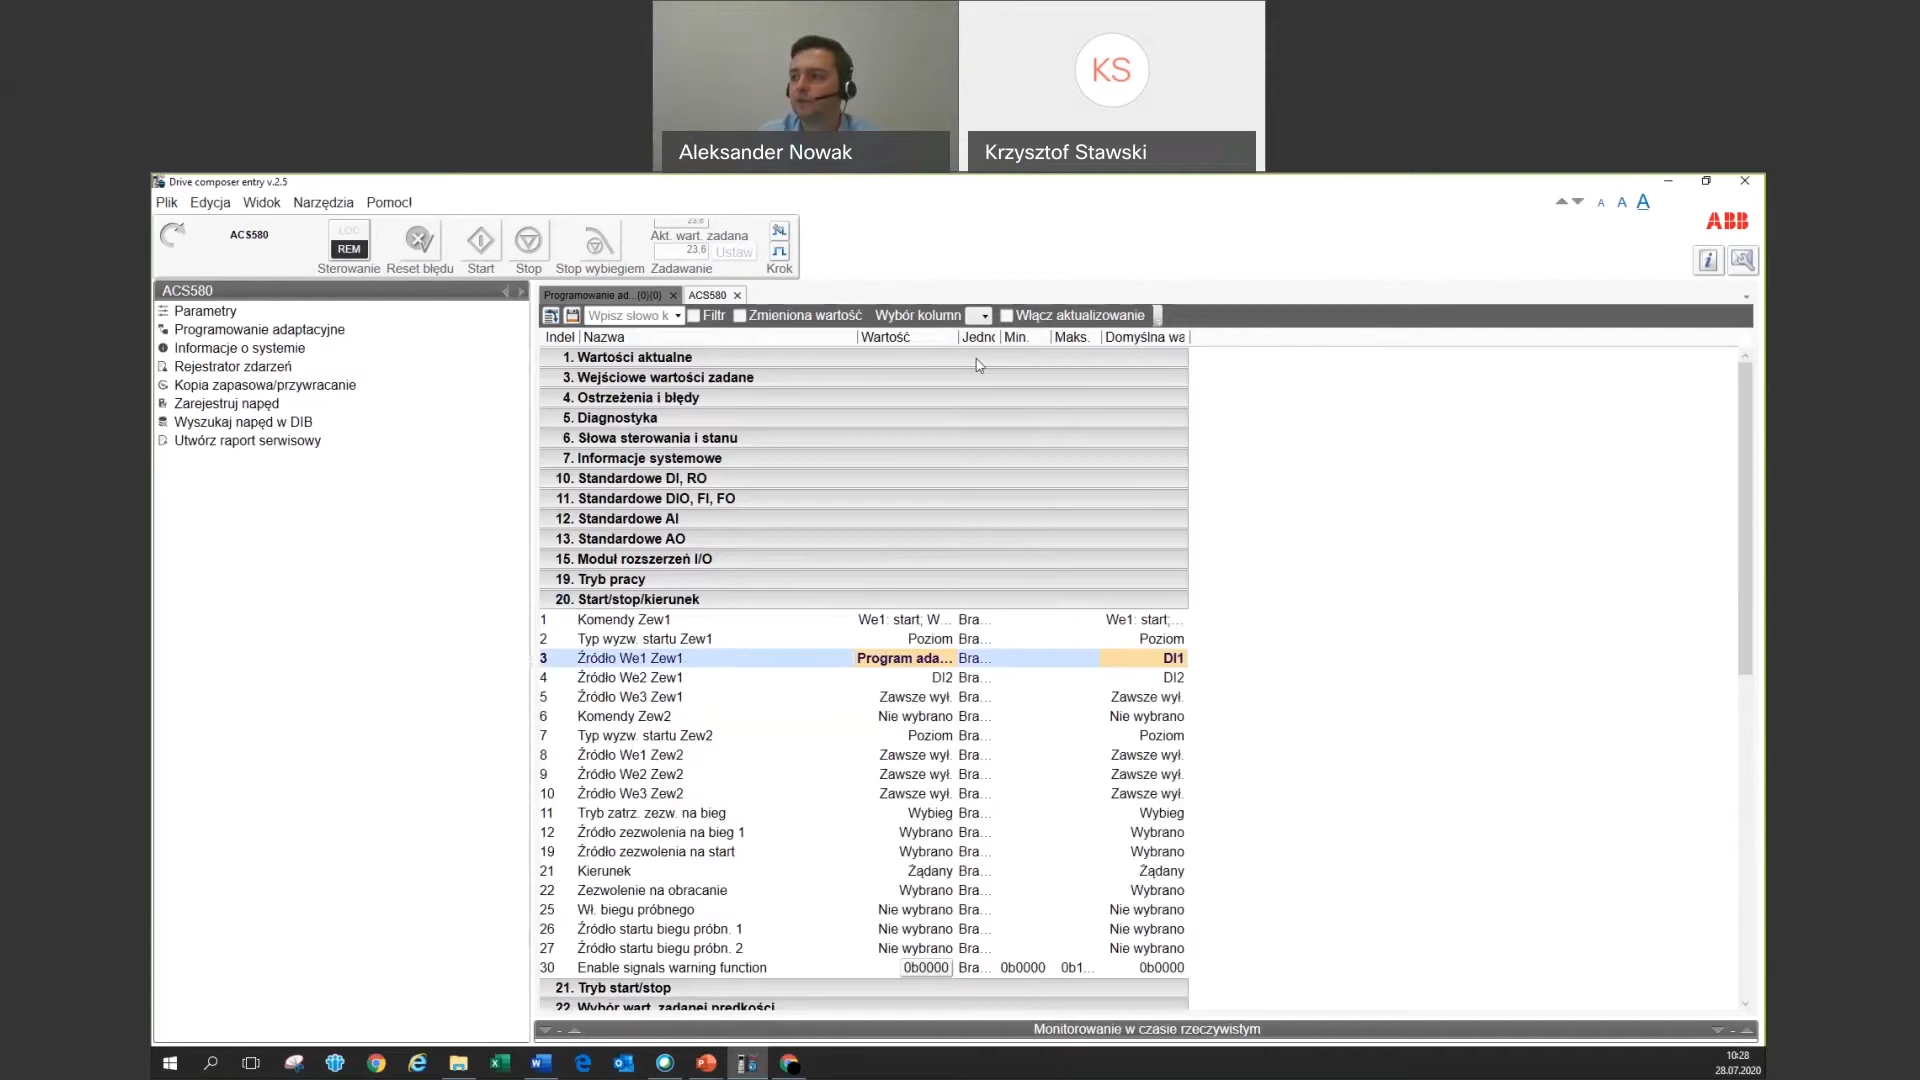 KS
Aleksander Nowak
Krzysztof Stawski
Drive composer entry v.2.5
Plik Edycja Widok Narzędzia Pomoc!
A A A
ABB
ACS580
LOC
REM
Sterowanie Reset błędu Start Stop Stop wybiegiem Zadawanie Krok
23,6
Akt. wart. zadana
23,6 Ustaw
ACS580
Parametry
Programowanie adaptacyjne
Informacje o systemie
Rejestrator zdarzeń
Kopia zapasowa/przywracanie
Zarejestruj napęd
Wyszukaj napęd w DIB
Utwórz raport serwisowy
Programowanie ad...{0}{0} ACS580
Wpisz słowo k Filtr Zmieniona wartość Wybór kolumn Włącz aktualizowanie
Indel Nazwa Wartość Jedno Min. Maks. Domyślna wa
1. Wartości aktualne
3. Wejściowe wartości zadane
4. Ostrzeżenia i błędy
5. Diagnostyka
6. Słowa sterowania i stanu
7. Informacje systemowe
10. Standardowe DI, RO
11. Standardowe DIO, FI, FO
12. Standardowe AI
13. Standardowe AO
15. Moduł rozszerzeń I/O
19. Tryb pracy
20. Start/stop/kierunek
1 Komendy Zew1 We1: start; W... Bra... We1: start;...
2 Typ wyzw. startu Zew1 Poziom Bra... Poziom
3 Źródło We1 Zew1 Program ada... Bra... DI1
4 Źródło We2 Zew1 DI2 Bra... DI2
5 Źródło We3 Zew1 Zawsze wył. Bra... Zawsze wył.
6 Komendy Zew2 Nie wybrano Bra... Nie wybrano
7 Typ wyzw. startu Zew2 Poziom Bra... Poziom
8 Źródło We1 Zew2 Zawsze wył. Bra... Zawsze wył.
9 Źródło We2 Zew2 Zawsze wył. Bra... Zawsze wył.
10 Źródło We3 Zew2 Zawsze wył. Bra... Zawsze wył.
11 Tryb zatrz. zezw. na bieg Wybieg Bra... Wybieg
12 Źródło zezwolenia na bieg 1 Wybrano Bra... Wybrano
19 Źródło zezwolenia na start Wybrano Bra... Wybrano
21 Kierunek Żądany Bra... Żądany
22 Zezwolenie na obracanie Wybrano Bra... Wybrano
25 Wł. biegu próbnego Nie wybrano Bra... Nie wybrano
26 Źródło startu biegu próbn. 1 Nie wybrano Bra... Nie wybrano
27 Źródło startu biegu próbn. 2 Nie wybrano Bra... Nie wybrano
30 Enable signals warning function 0b0000 Bra... 0b0000 0b1... 0b0000
21. Tryb start/stop
22. Wybór wart. zadanej prędkości
Monitorowanie w czasie rzeczywistym
10:28
28.07.2020